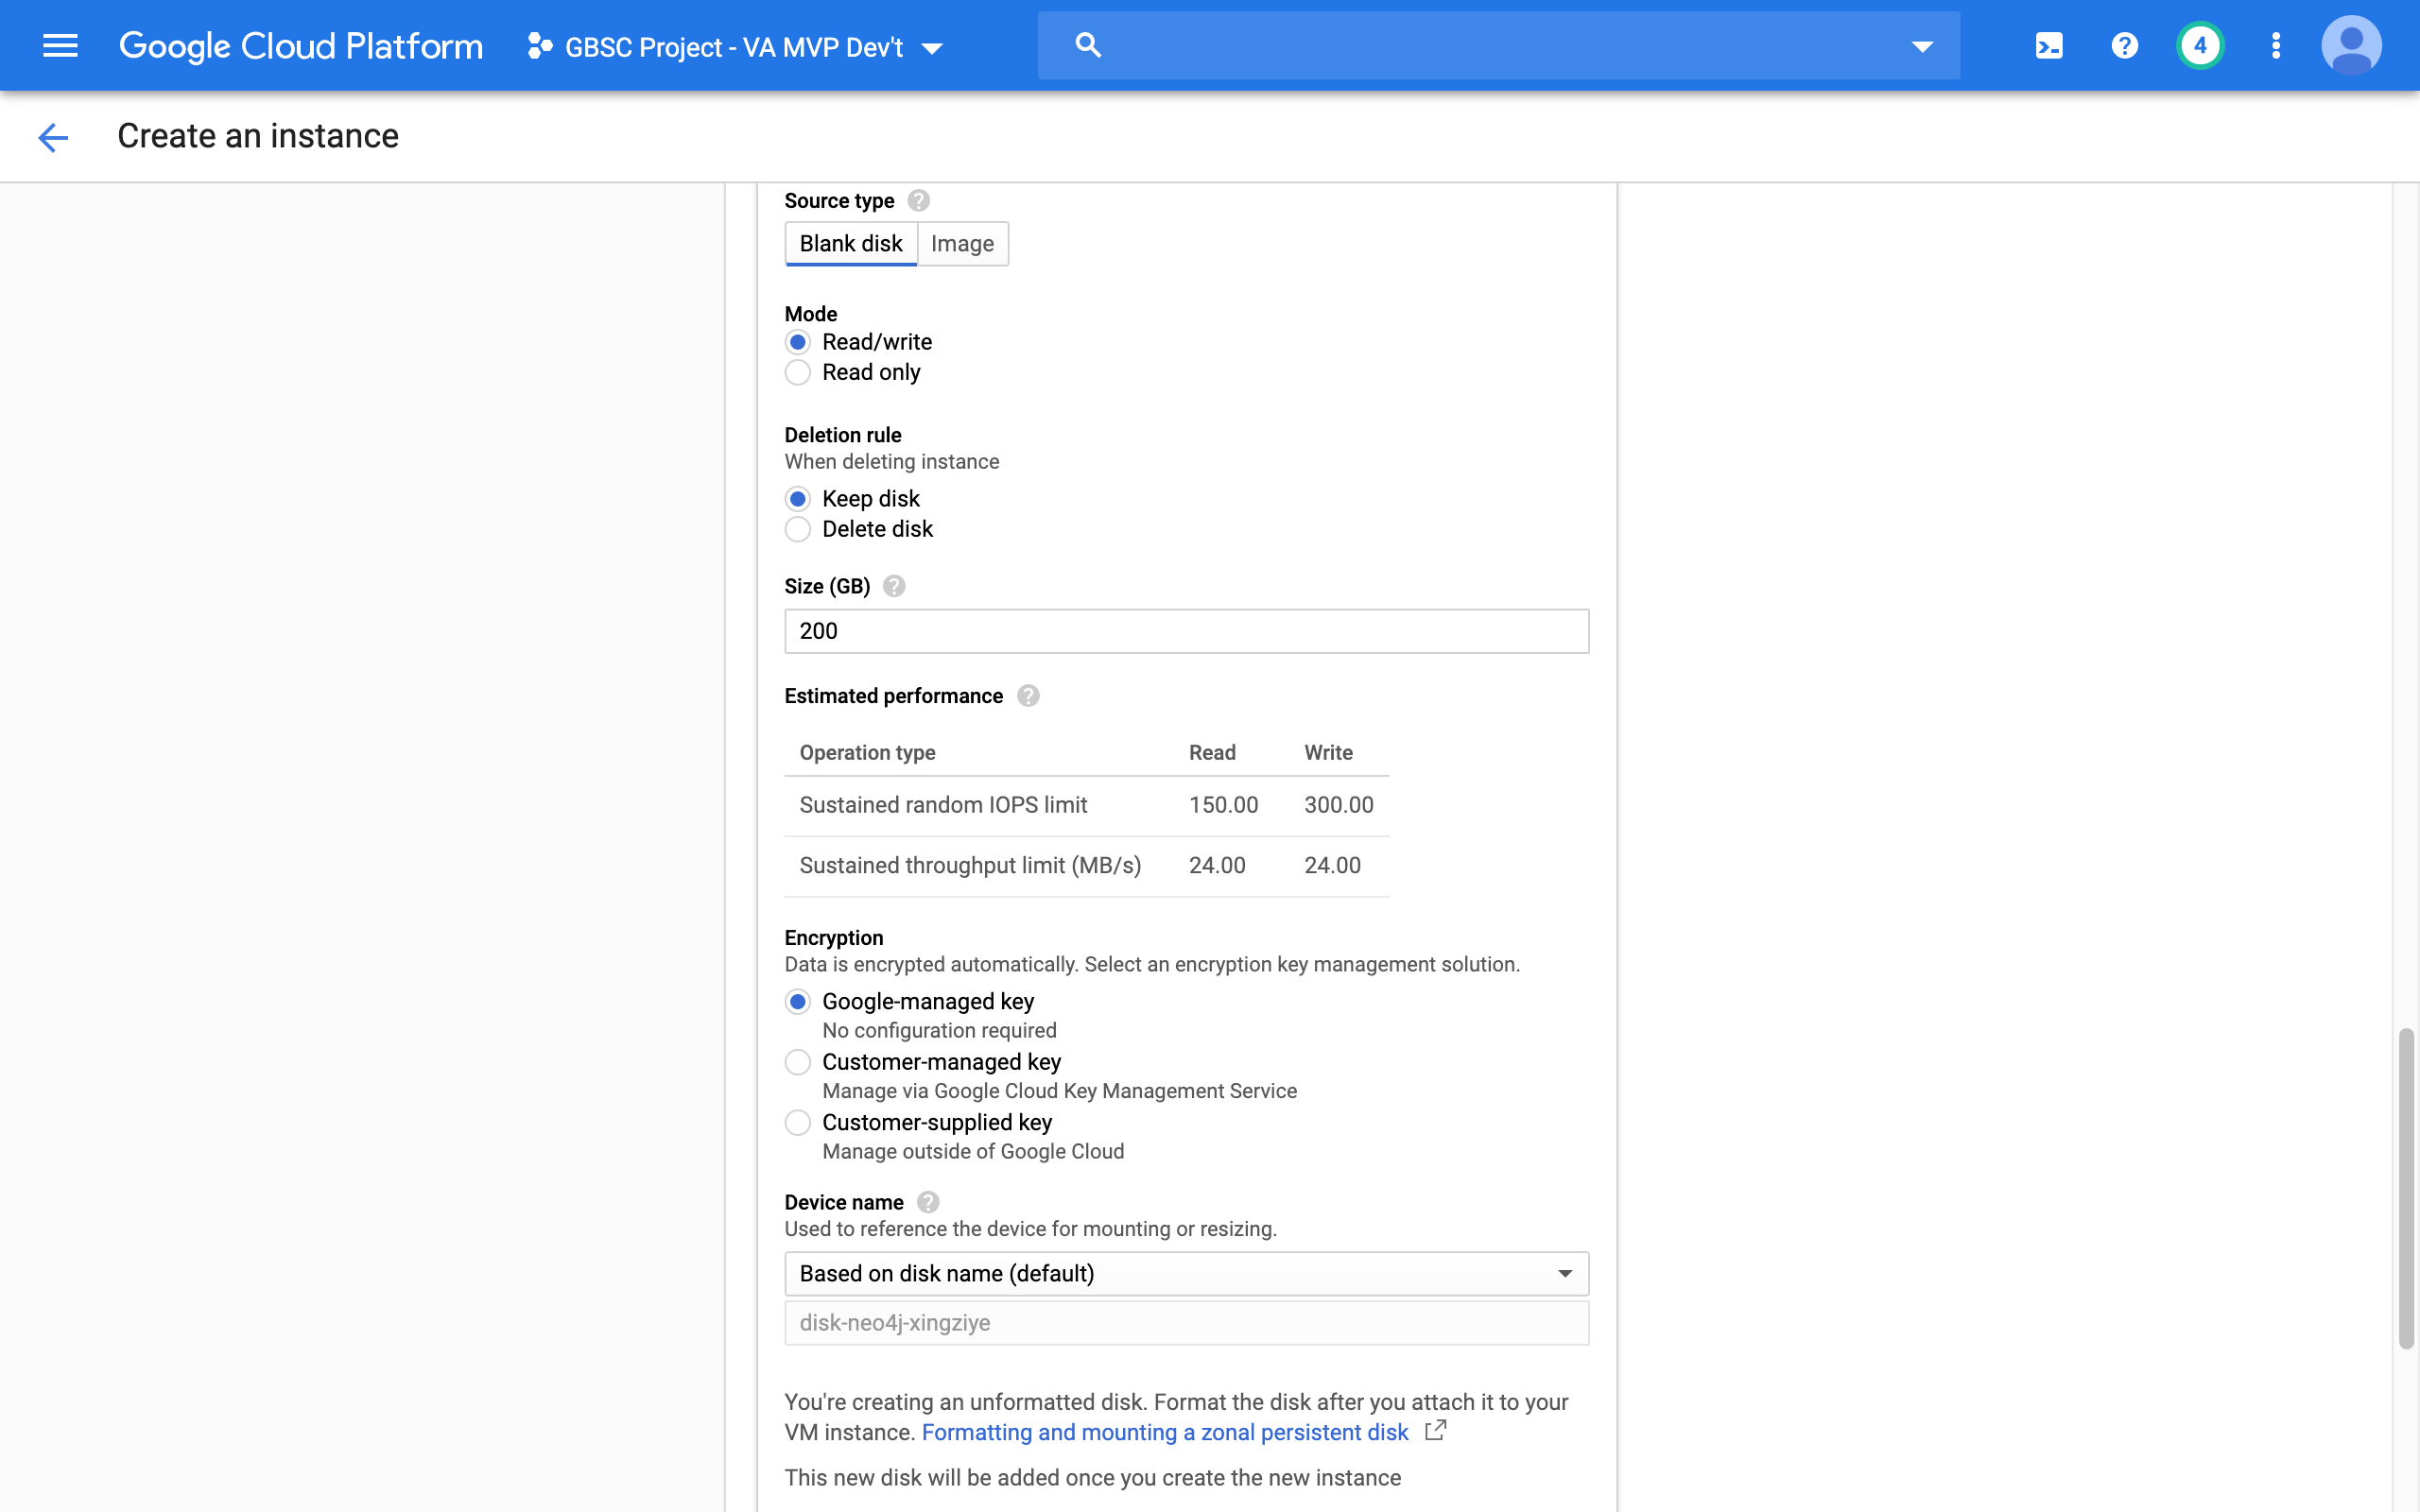 Google Cloud Platform
GBSC Project - VA MVP Dev't
4
Create an instance
Source type
Blank disk Image
Mode
Read/write
Read only
Deletion rule
When deleting instance
Keep disk
Delete disk
Size (GB)
200
Estimated performance
Operation type Read Write
Sustained random IOPS limit 150.00 300.00
Sustained throughput limit (MB/s) 24.00 24.00
Encryption
Data is encrypted automatically. Select an encryption key management solution.
Google-managed key
No configuration required
Customer-managed key
Manage via Google Cloud Key Management Service
Customer-supplied key
Manage outside of Google Cloud
Device name
Used to reference the device for mounting or resizing.
Based on disk name (default)
disk-neo4j-xingziye
You're creating an unformatted disk. Format the disk after you attach it to your
VM instance. Formatting and mounting a zonal persistent disk
This new disk will be added once you create the new instance